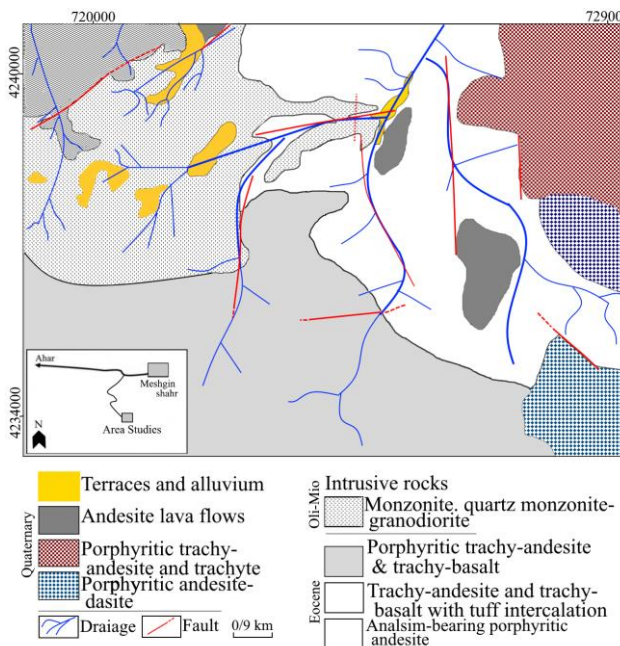 720000
72900
4240000
4234000
Ahar
Meshgin
shahr
Area Studies
N
Quaternary
Terraces and alluvium
Andesite lava flows
Porphyritic trachy-
andesite and trachyte
Porphyritic andesite-
dasite
Draiage
Fault
0/9 km
Intrusive rocks
Oli-Mio
Monzonite. quartz monzonite-
granodiorite
Eocene
Porphyritic trachy-andesite
& trachy-basalt
Trachy-andesite and trachy-
basalt with tuff intercalation
Analsim-bearing porphyritic
andesite